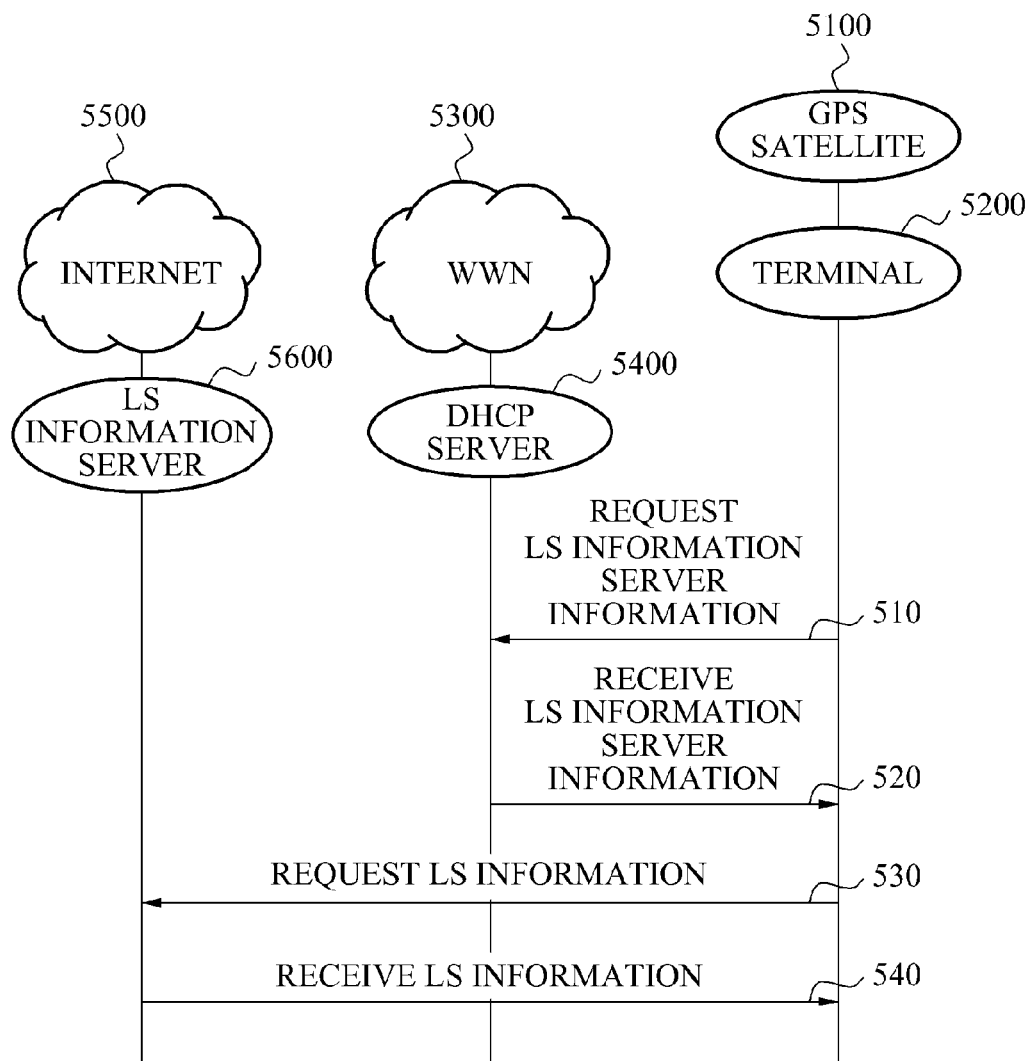 5100
GPS
SATELLITE
5500
5300
5200
INTERNET
WWN
TERMINAL
5600
5400
LS
INFORMATION
SERVER
DHCP
SERVER
REQUEST
LS INFORMATION
SERVER
INFORMATION
510
RECEIVE
LS INFORMATION
SERVER
INFORMATION
520
REQUEST LS INFORMATION
530
RECEIVE LS INFORMATION
540